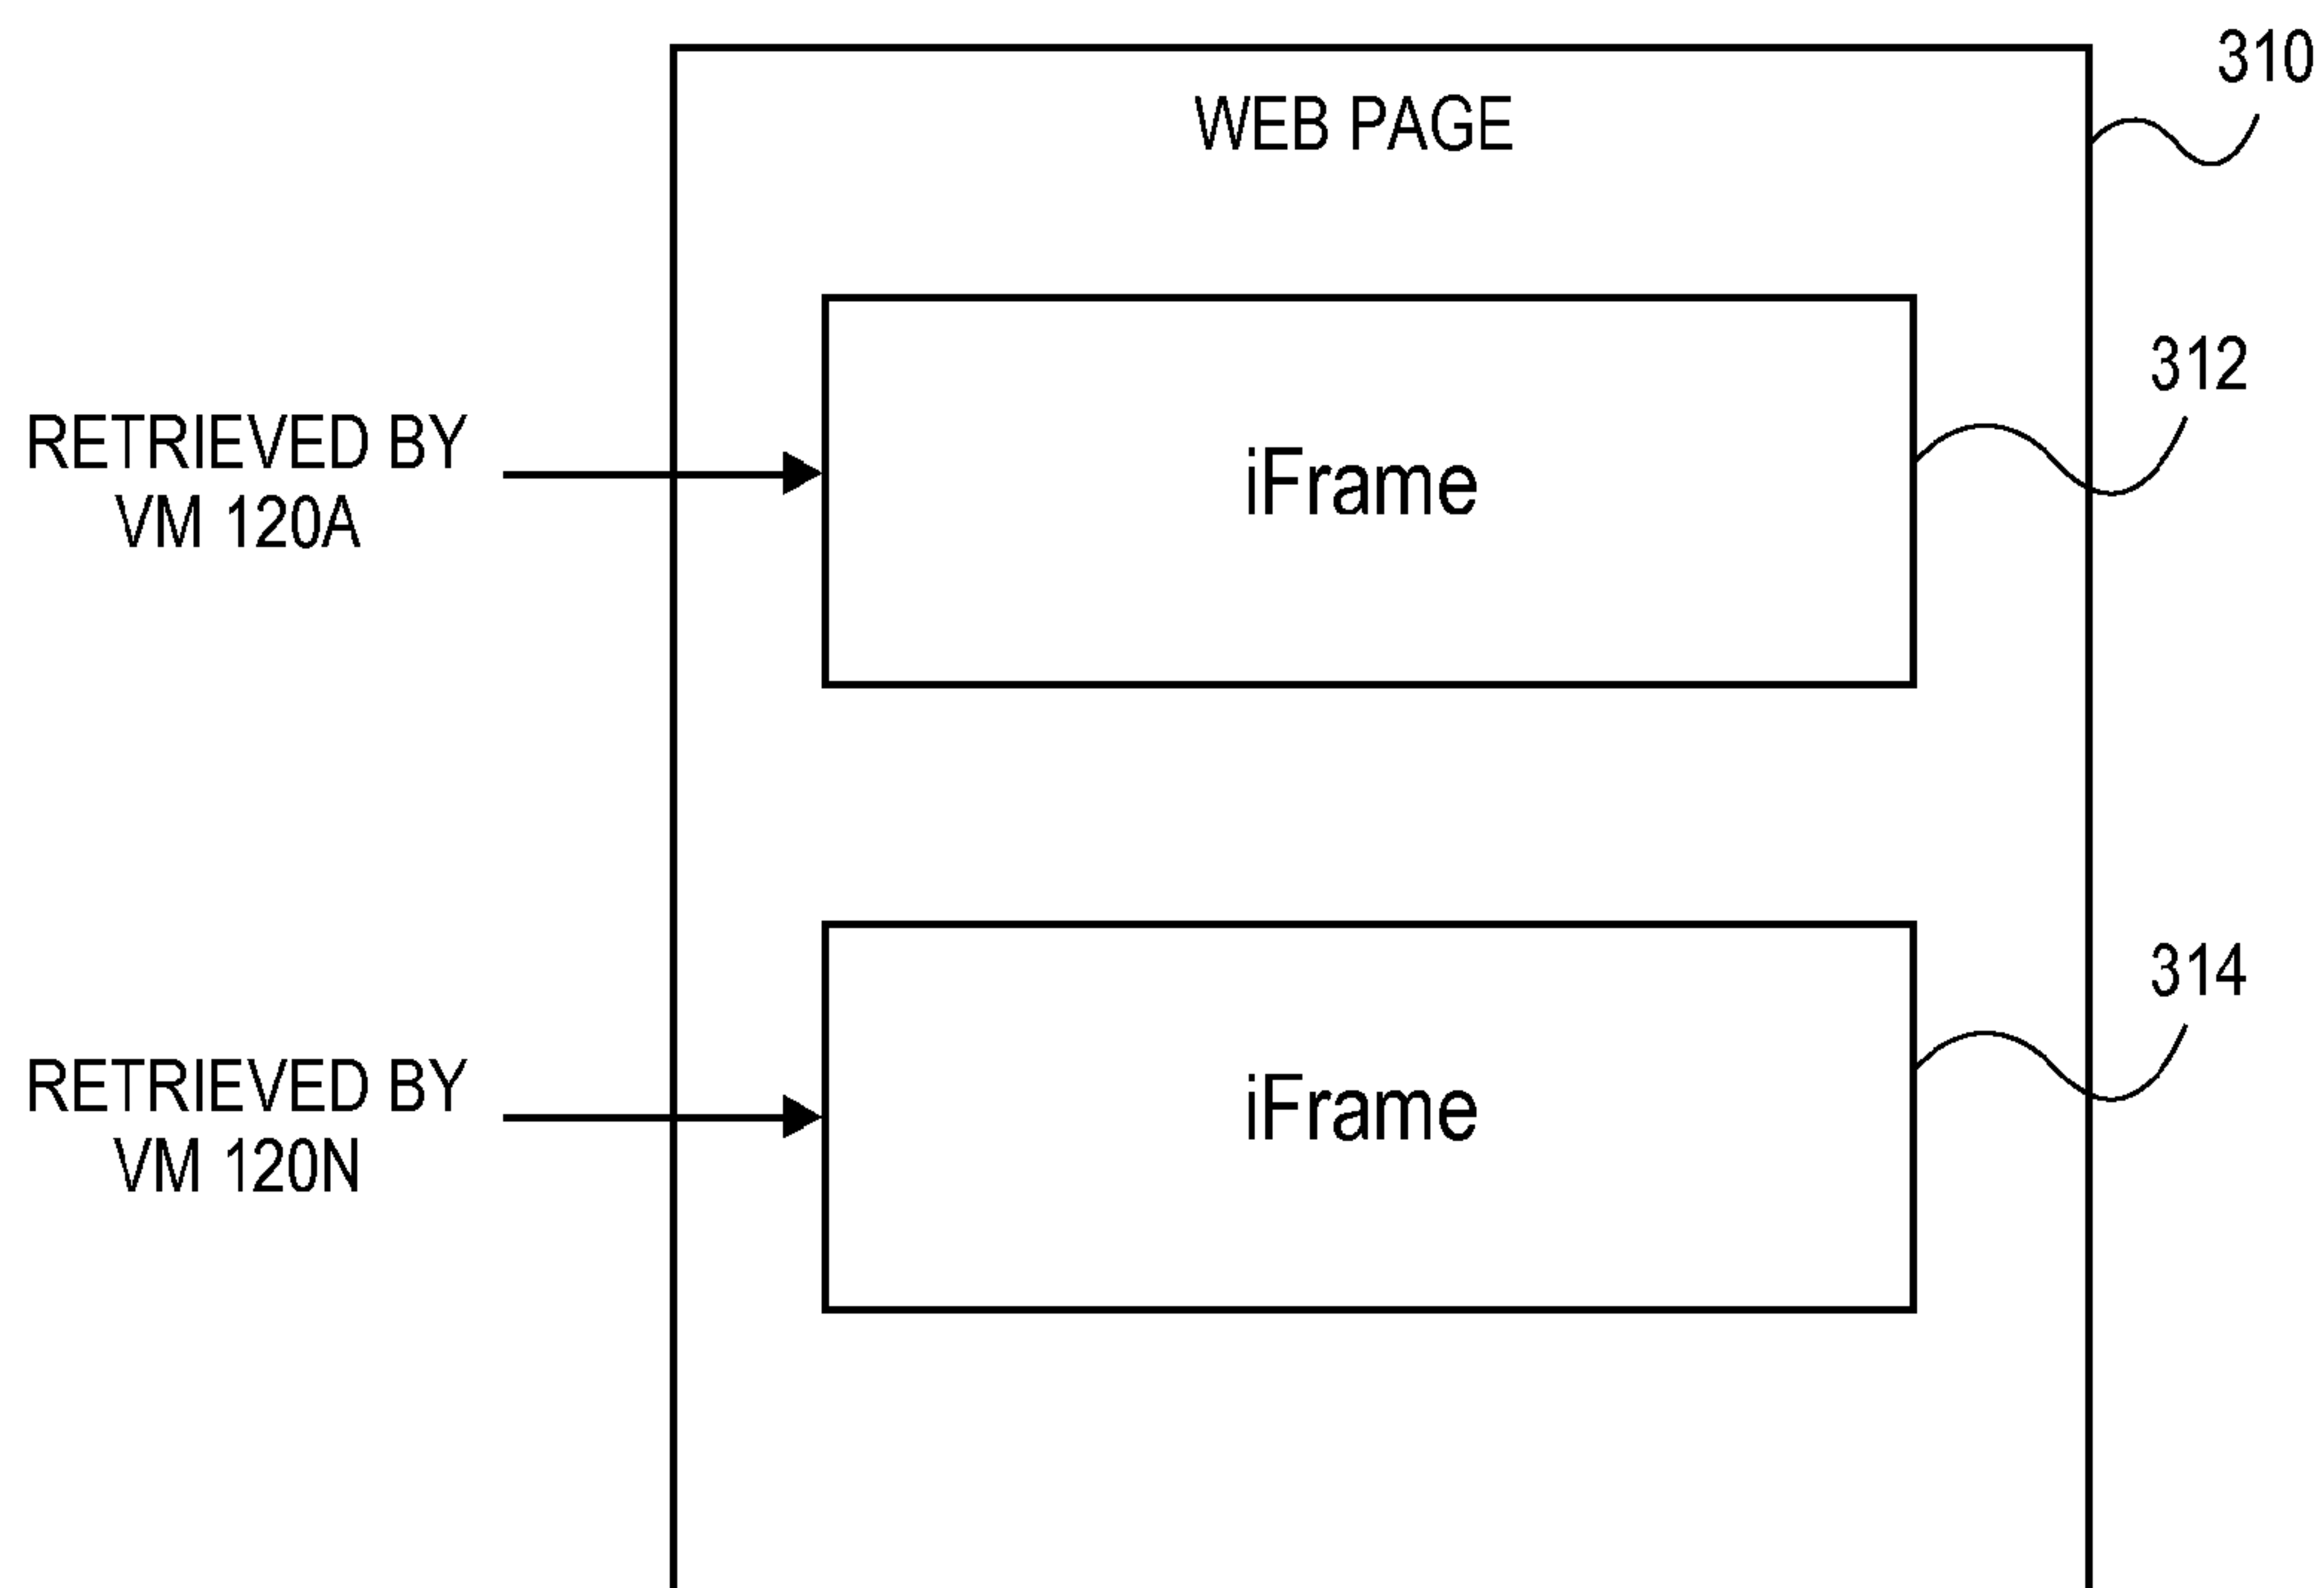 310
WEB PAGE
312
RETRIEVED BY
VM 120A
iFrame
314
RETRIEVED BY
VM 120N
iFrame